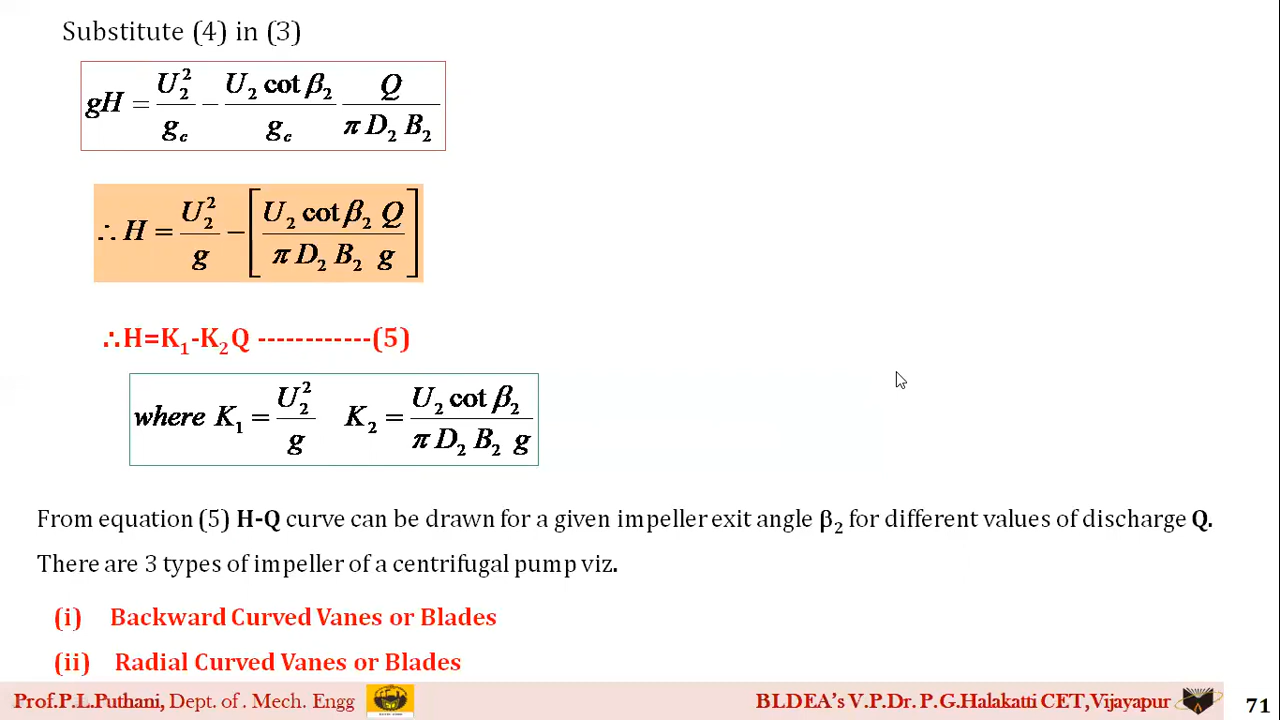 Substitute (4) in (3)
gH = U₂²/g_c − U₂ cot β₂/g_c Q/π D₂ B₂
∴ H = U₂²/g − [U₂ cot β₂ Q/π D₂ B₂ g]
∴H=K₁-K₂Q ------------(5)
where K₁ = U₂²/g K₂ = U₂ cot β₂/π D₂ B₂ g
From equation (5) H-Q curve can be drawn for a given impeller exit angle β₂ for different values of discharge Q.
There are 3 types of impeller of a centrifugal pump viz.
(i) Backward Curved Vanes or Blades
(ii) Radial Curved Vanes or Blades
Prof.P.L.Puthani, Dept. of. Mech. Engg BLDEA's V.P.Dr. P.G.Halakatti CET,Vijayapur 71